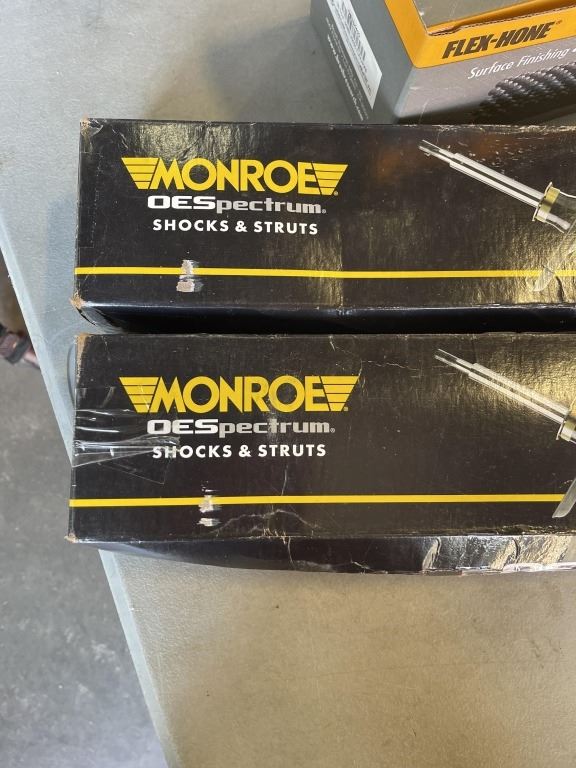 FLEX-HONE®
Surface Finishing
MONROE®
OESpectrum®
SHOCKS & STRUTS
MONROE®
OESpectrum®
SHOCKS & STRUTS